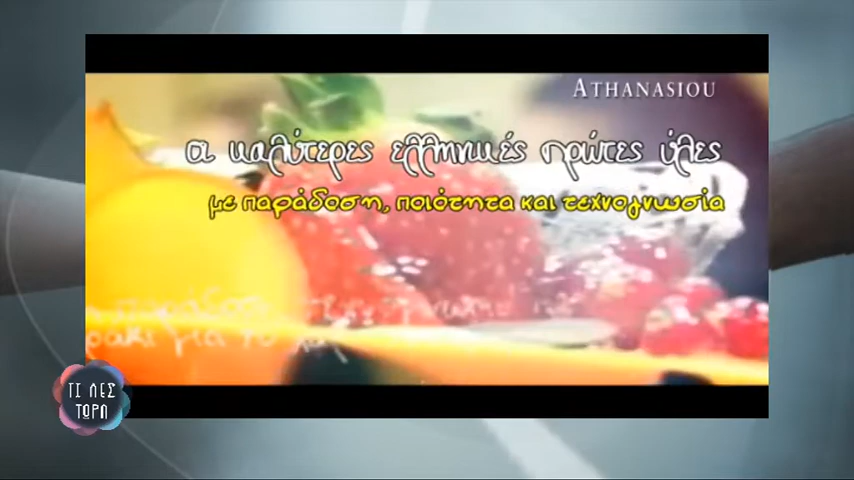 ATHANASIOU
οι καλύτερες ελληνικές πρώτες ύλες
με παράδοση, ποιότητα και τεχνογνωσία
ΤΙ ΛΕΣ
ΤΩΡΑ